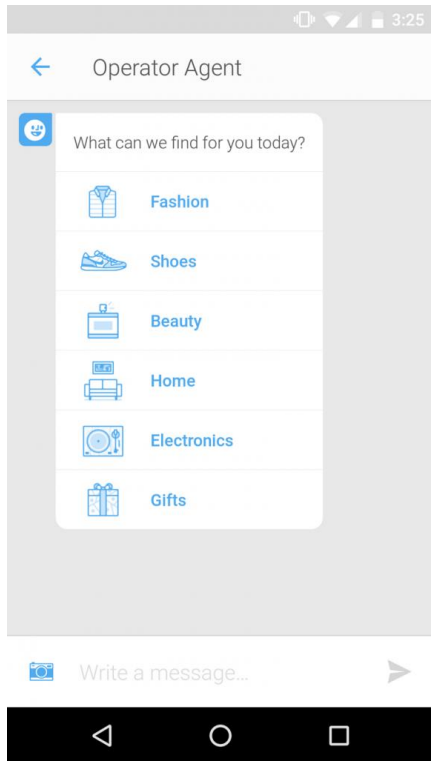 3:25
Operator Agent
What can we find for you today?
Fashion
Shoes
Beauty
Home
Electronics
Gifts
Write a message...